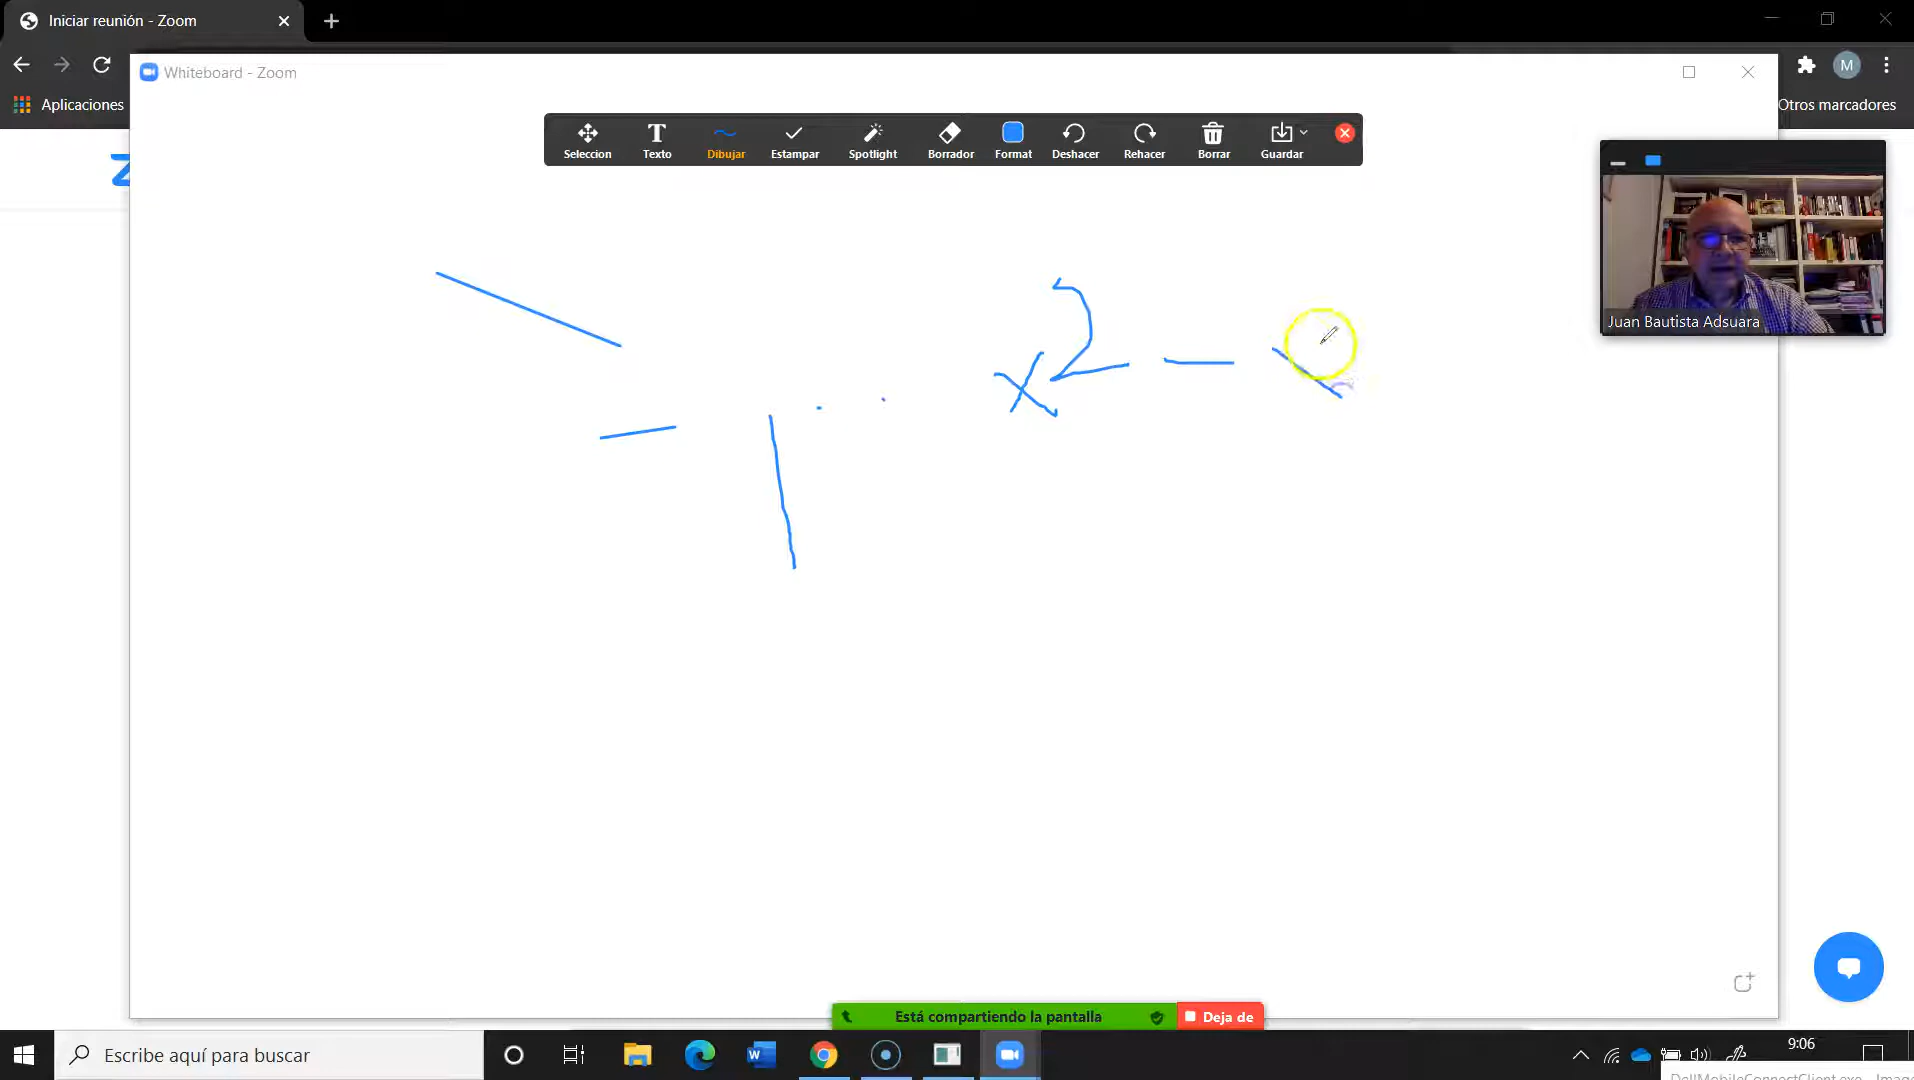 Iniciar reunión - Zoom
Aplicaciones
Otros marcadores
M
Whiteboard - Zoom
Seleccion
Texto
Dibujar
Estampar
Spotlight
Borrador
Format
Deshacer
Rehacer
Borrar
Guardar
Juan Bautista Adsuara
x
Está compartiendo la pantalla
Deja de
Escribe aquí para buscar
9:06